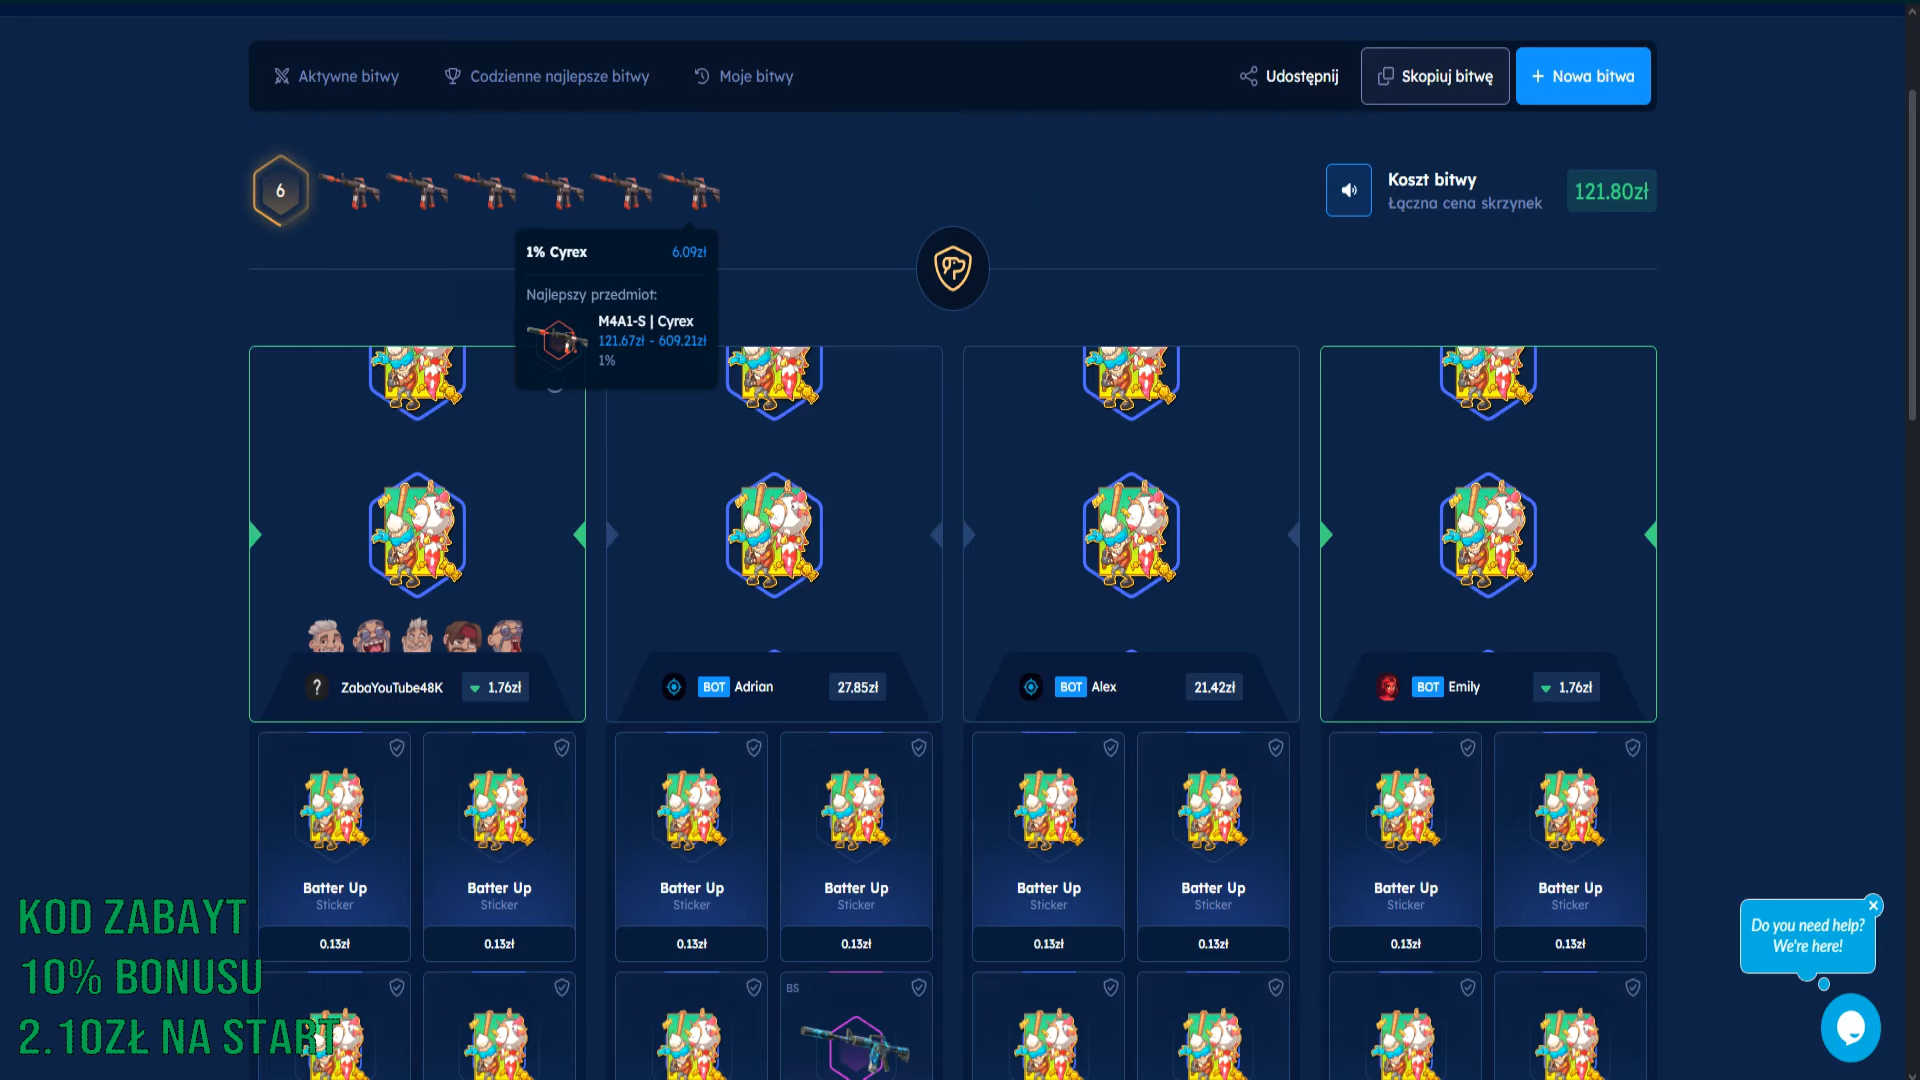 Aktywne bitwy
Codzienne najlepsze bitwy
Moje bitwy
Udostępnij
Skopiuj bitwę
+ Nowa bitwa
6
Koszt bitwy
Łączna cena skrzynek
121.80zł
1% Cyrex 6.09zł
Najlepszy przedmiot:
M4A1-S | Cyrex
121.67zł - 609.21zł
1%
? ZabaYouTube48K 1.76zł
BOT Adrian 27.85zł
BOT Alex 21.42zł
BOT Emily 1.76zł
Batter Up
Sticker
0.13zł
Batter Up
Sticker
0.13zł
Batter Up
Sticker
0.13zł
Batter Up
Sticker
0.13zł
Batter Up
Sticker
0.13zł
Batter Up
Sticker
0.13zł
Batter Up
Sticker
0.13zł
Batter Up
Sticker
0.13zł
BS
KOD ZABAYT
10% BONUSU
2.10ZŁ NA START
Do you need help?
We're here!